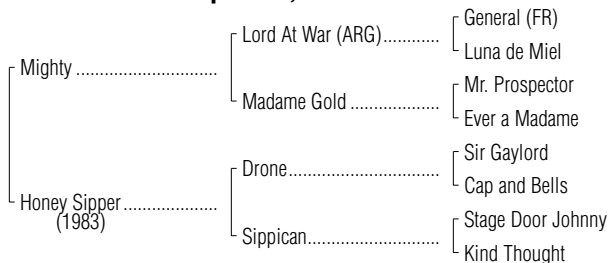 General (FR)
Lord At War (ARG)............
Luna de Miel
Mighty ..............................
Mr. Prospector
Madame Gold ...................
Ever a Madame
Sir Gaylord
Drone................................
Cap and Bells
Honey Sipper....................
(1983)
Stage Door Johnny
Sippican............................
Kind Thought